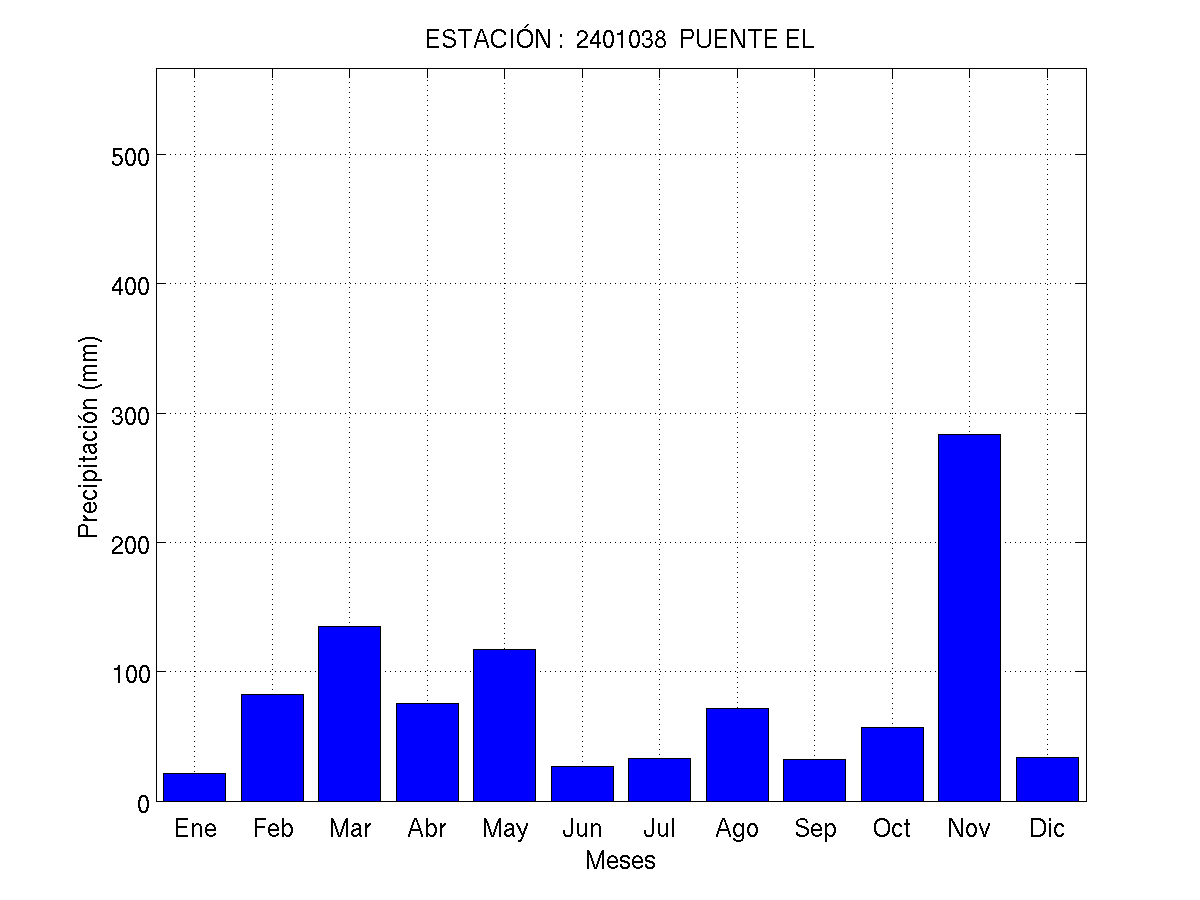 ESTACIÓN : 2401038 PUENTE EL
500
400
300
200
100
0
Precipitación (mm)
Ene Feb Mar Abr May Jun Jul Ago Sep Oct Nov Dic
Meses